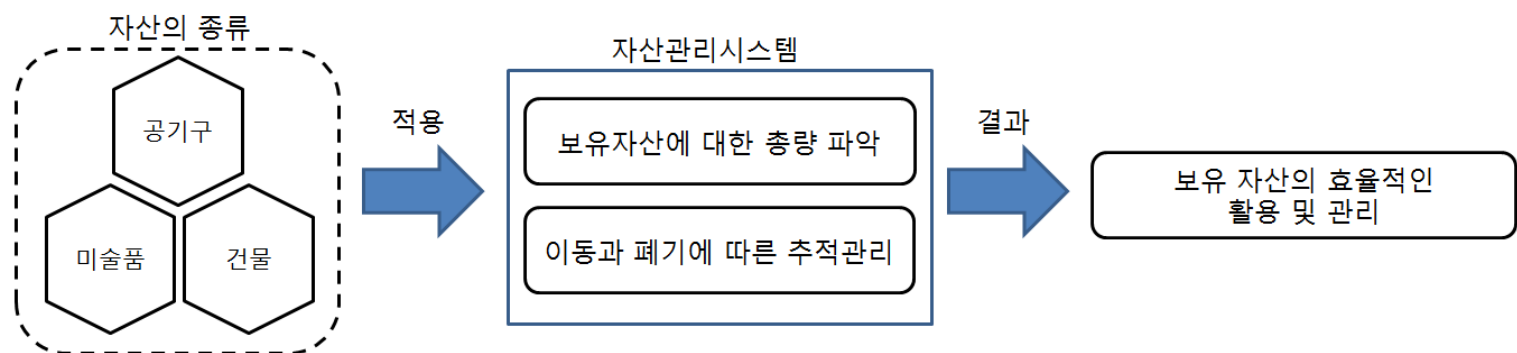 자산의 종류
공기구
미술품
건물
적용
자산관리시스템
보유자산에 대한 총량 파악
이동과 폐기에 따른 추적관리
결과
보유 자산의 효율적인
활용 및 관리